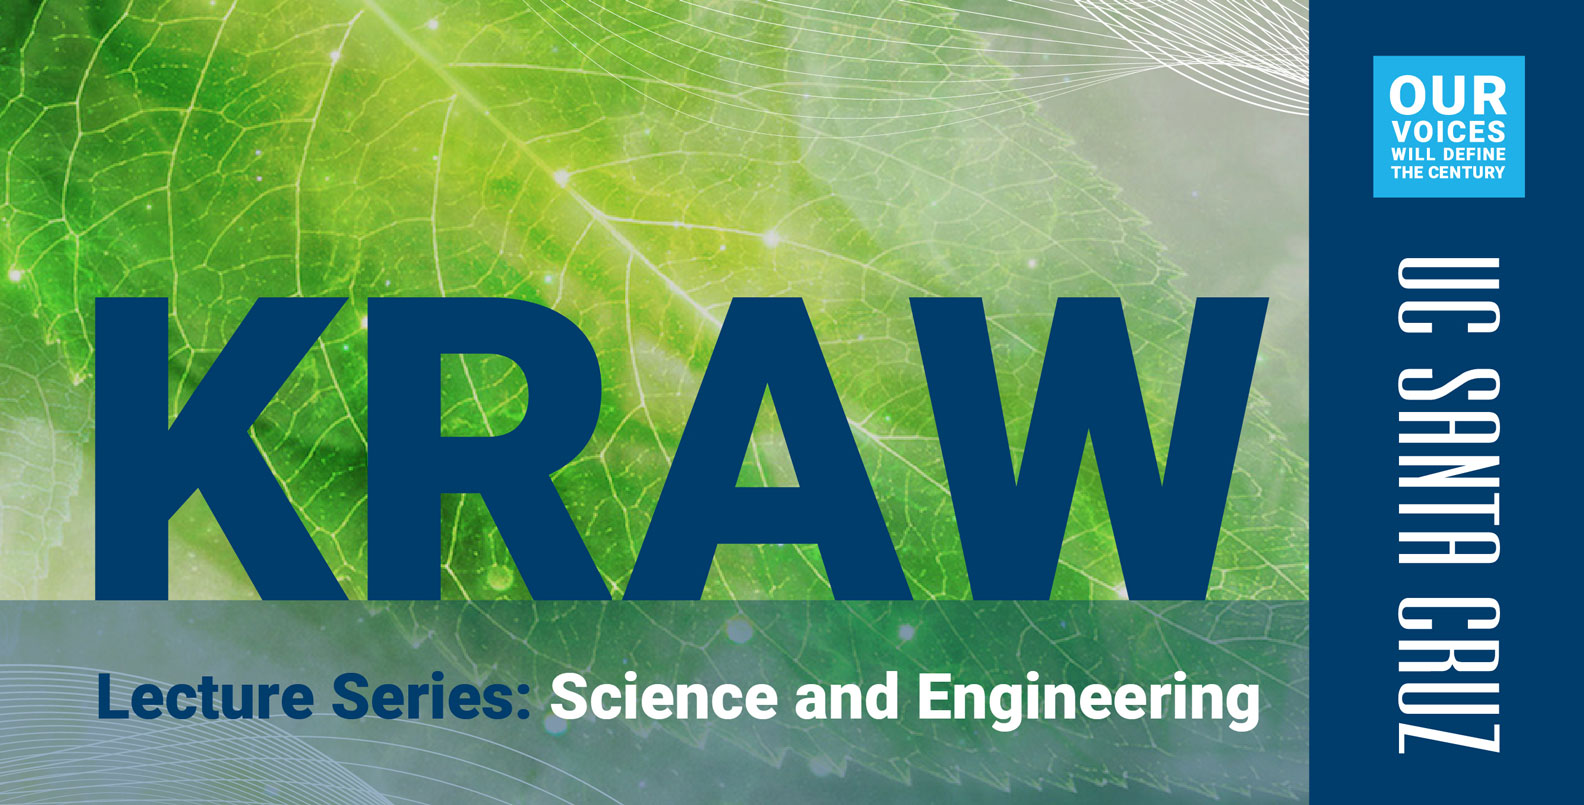 KRAW
Lecture Series: Science and Engineering
OUR
VOICES
WILL DEFINE
THE CENTURY
UC SANTA CRUZ